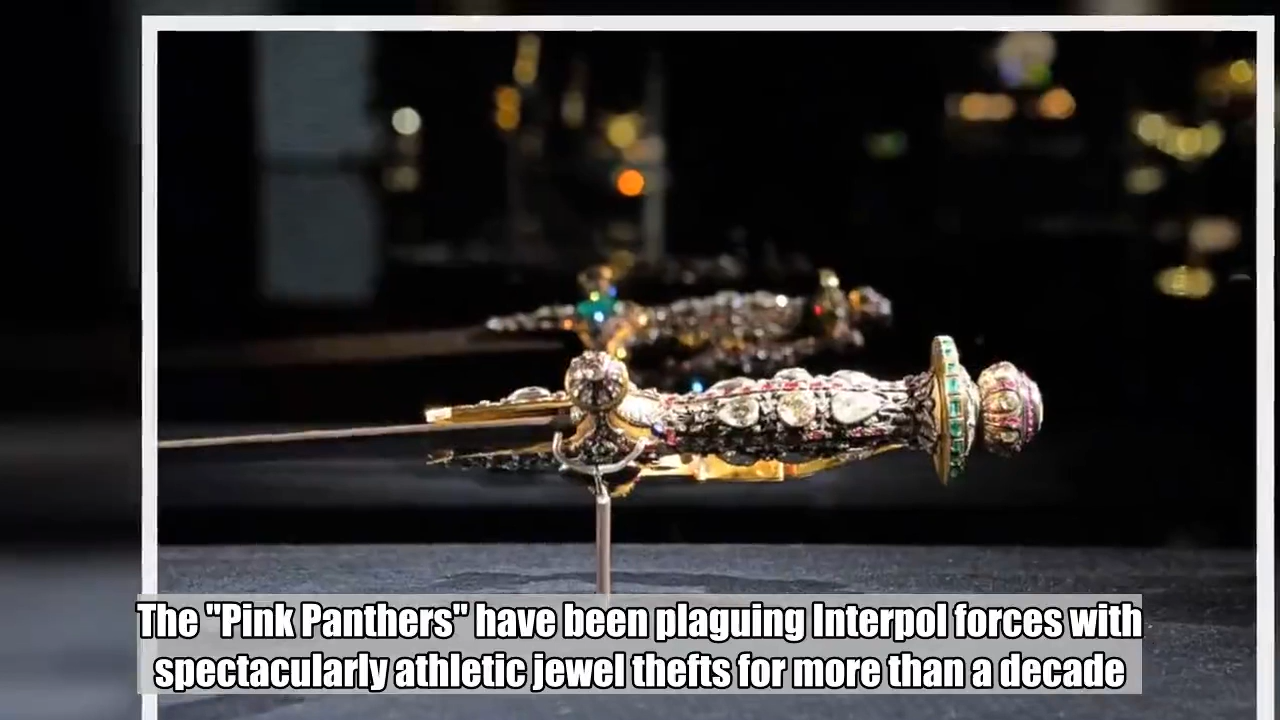 The "Pink Panthers" have been plaguing Interpol forces with
spectacularly athletic jewel thefts for more than a decade